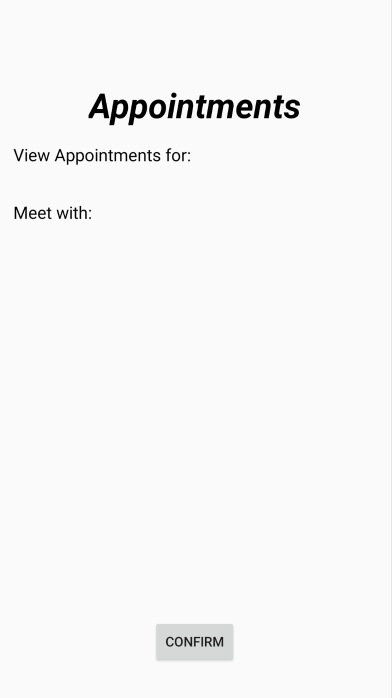 Appointments
View Appointments for:
Meet with:
CONFIRM